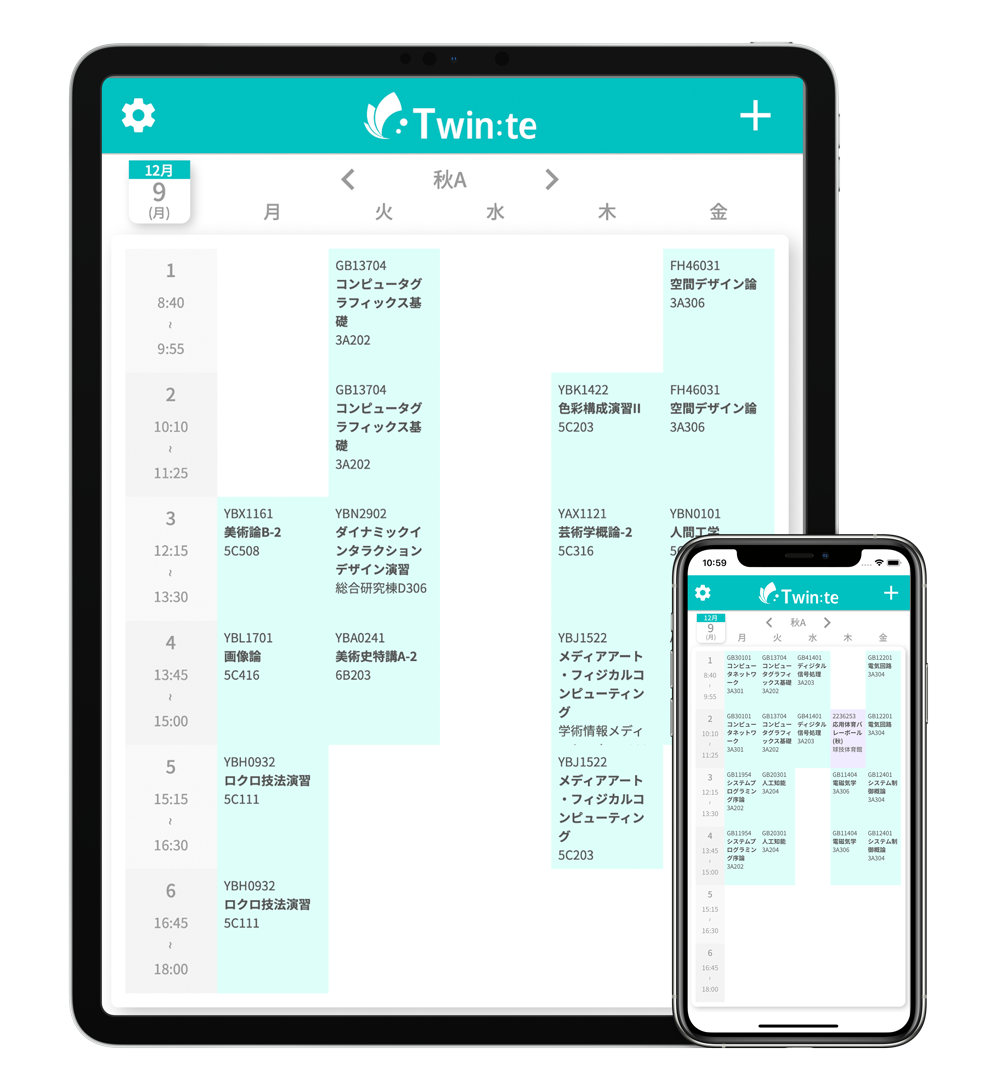 Twin:te
12月
9
(月)
秋A
月 火 水 木 金
1
8:40
~
9:55
GB13704
コンピュータグ
ラフィックス基
礎
3A202
FH46031
空間デザイン論
3A306
2
10:10
~
11:25
GB13704
コンピュータグ
ラフィックス基
礎
3A202
YBK1422
色彩構成演習II
5C203
FH46031
空間デザイン論
3A306
3
12:15
~
13:30
YBX1161
美術論B-2
5C508
YBN2902
ダイナミックイ
ンタラクション
デザイン演習
総合研究棟D306
YAX1121
芸術学概論-2
5C316
YBN0101
人間工学
4
13:45
~
15:00
YBL1701
画像論
5C416
YBA0241
美術史特講A-2
6B203
YBJ1522
メディアアート
・フィジカルコ
ンピューティン
グ
学術情報メディ
5
15:15
~
16:30
YBH0932
ロクロ技法演習
5C111
YBJ1522
メディアアート
・フィジカルコ
ンピューティン
グ
5C203
6
16:45
~
18:00
YBH0932
ロクロ技法演習
5C111
10:59
Twin:te
12月
9
(月)
秋A
月 火 水 木 金
1
8:40
~
9:55
GB30101
コンピュー
タネットワ
ーク
3A301
GB13704
コンピュー
タグラフィ
ックス基礎
3A202
GB41401
ディジタル
信号処理
3A203
GB12201
電気回路
3A304
2
10:10
~
11:25
GB30101
コンピュー
タネットワ
ーク
3A301
GB13704
コンピュー
タグラフィ
ックス基礎
3A202
GB41401
ディジタル
信号処理
3A203
2236253
応用体育バ
レーボール
(秋)
球技体育館
GB12201
電気回路
3A304
3
12:15
~
13:30
GB11954
システムプ
ログラミン
グ序論
3A202
GB20301
人工知能
3A204
GB11404
電磁気学
3A306
GB12401
システム制
御概論
3A304
4
13:45
~
15:00
GB11954
システムプ
ログラミン
グ序論
3A202
GB20301
人工知能
3A204
GB11404
電磁気学
3A306
GB12401
システム制
御概論
3A304
5
15:15
~
16:30
6
16:45
~
18:00